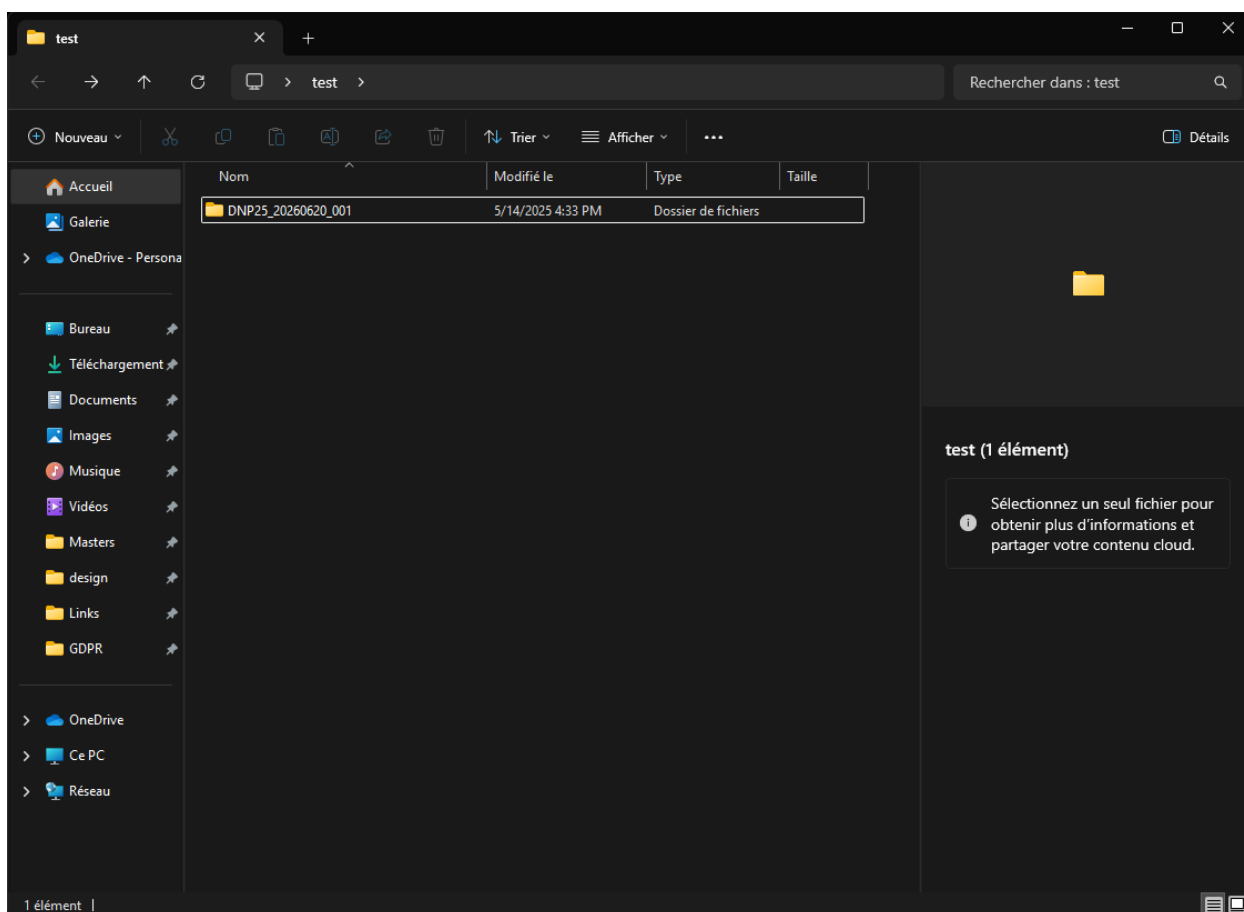 test
test
Rechercher dans : test
Nouveau
Trier
Afficher
Détails
Accueil
Galerie
OneDrive - Persona
Bureau
Téléchargement
Documents
Images
Musique
Vidéos
Masters
design
Links
GDPR
OneDrive
Ce PC
Réseau
Nom Modifié le Type Taille
DNP25_20260620_001 5/14/2025 4:33 PM Dossier de fichiers
test (1 élément)
Sélectionnez un seul fichier pour
obtenir plus d'informations et
partager votre contenu cloud.
1 élément